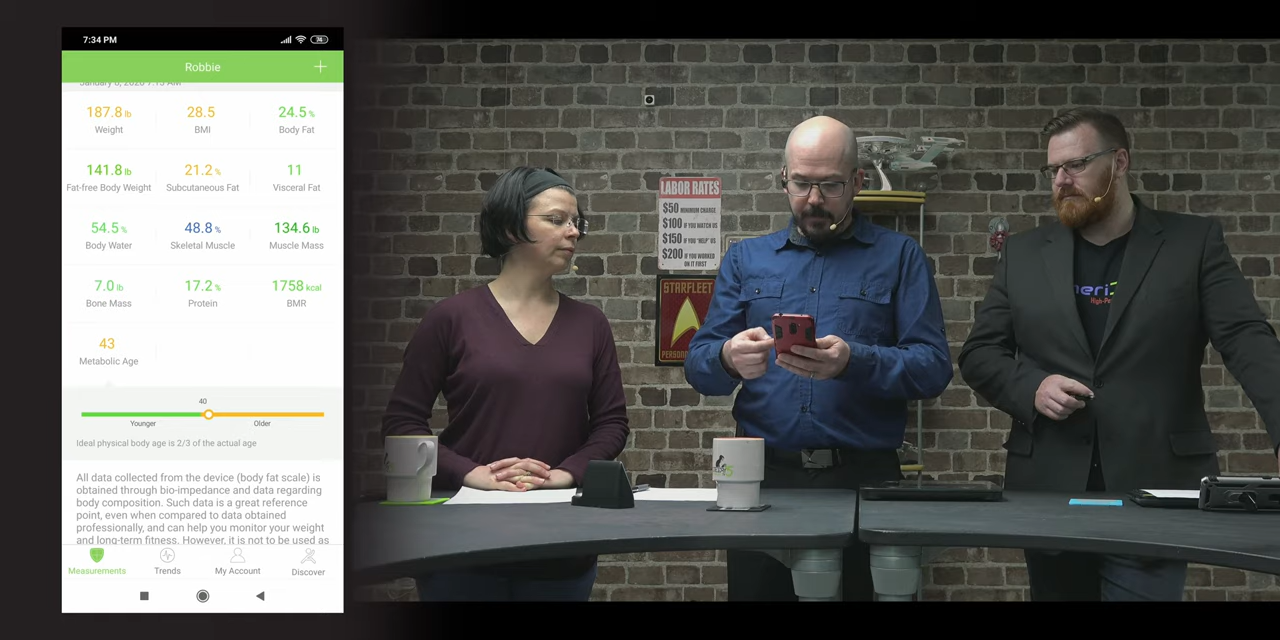 7:34 PM
74
Robbie
January 6, 2020 7:15 AM
187.8 lb
28.5
24.5 %
Weight
BMI
Body Fat
141.8 lb
21.2 %
11
Fat-free Body Weight
Subcutaneous Fat
Visceral Fat
54.5 %
48.8 %
134.6 lb
Body Water
Skeletal Muscle
Muscle Mass
7.0 lb
17.2 %
1758 kcal
Bone Mass
Protein
BMR
43
Metabolic Age
40
Younger
Older
Ideal physical body age is 2/3 of the actual age
All data collected from the device (body fat scale) is
obtained through bio-impedance and data regarding
body composition. Such data is a great reference
point, even when compared to data obtained
professionally, and can help you monitor your weight
and long-term fitness. However, it is not to be used as
Measurements
Trends
My Account
Discover
LABOR RATES
$50 MINIMUM CHARGE
$100 IF YOU WATCH US
$150 IF YOU "HELP" US
$200 IF YOU WORKED
ON IT FIRST
STARFLEET